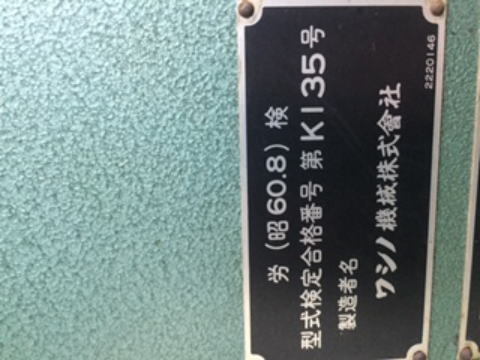 労（昭60.8）検
型式検定合格番号 第K135号
製造者名
ワシノ機械株式會社
2220146